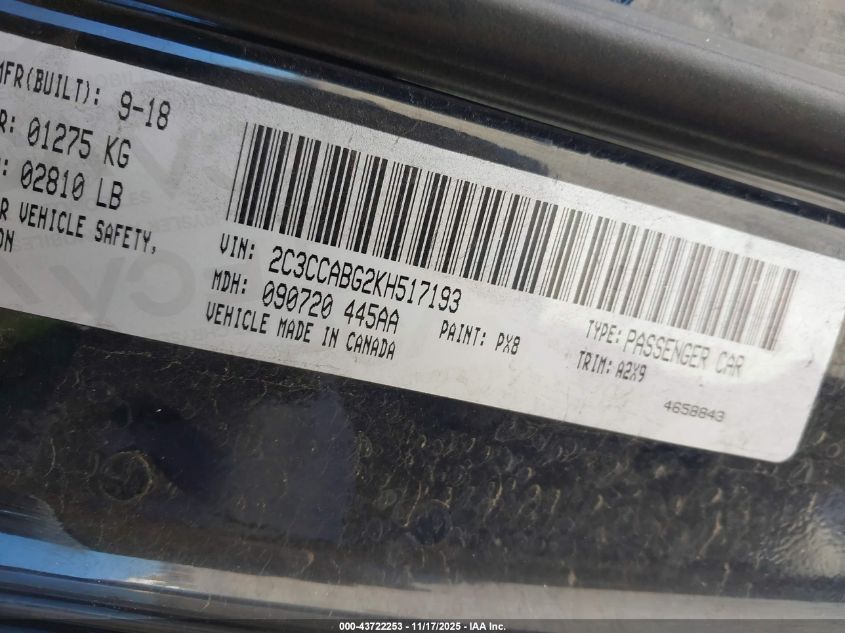 MFR(BUILT): 9-18
R: 01275 KG
: 02810 LB
R VEHICLE SAFETY,
ON
VIN: 2C3CCABG2KH517193
MDH: 090720 445AA
VEHICLE MADE IN CANADA
PAINT: PX8
TYPE: PASSENGER CAR
TRIM: A2X9
4658843
000-43722253 - 11/17/2025 - IAA Inc.